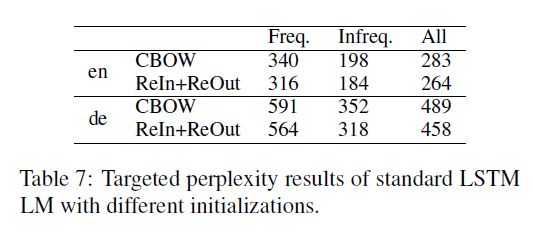 Freq. Infreq. All
en CBOW 340 198 283
ReIn+ReOut 316 184 264
de CBOW 591 352 489
ReIn+ReOut 564 318 458
Table 7: Targeted perplexity results of standard LSTM
LM with different initializations.